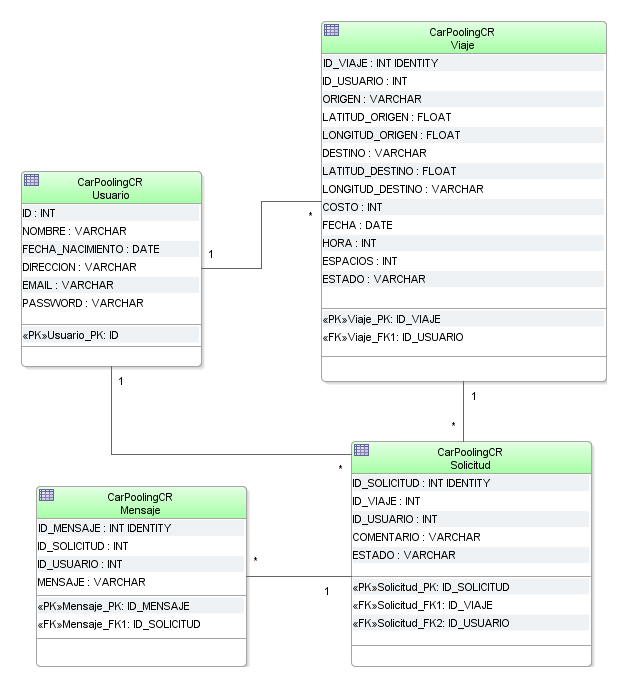 CarPoolingCR
Viaje
ID_VIAJE : INT IDENTITY
ID_USUARIO : INT
ORIGEN : VARCHAR
LATITUD_ORIGEN : FLOAT
LONGITUD_ORIGEN : FLOAT
DESTINO : VARCHAR
LATITUD_DESTINO : FLOAT
LONGITUD_DESTINO : VARCHAR
COSTO : INT
FECHA : DATE
HORA : INT
ESPACIOS : INT
ESTADO : VARCHAR
«PK»Viaje_PK: ID_VIAJE
«FK»Viaje_FK1: ID_USUARIO
CarPoolingCR
Usuario
ID : INT
NOMBRE : VARCHAR
FECHA_NACIMIENTO : DATE
DIRECCION : VARCHAR
EMAIL : VARCHAR
PASSWORD : VARCHAR
«PK»Usuario_PK: ID
1
*
1
*
1
*
CarPoolingCR
Solicitud
ID_SOLICITUD : INT IDENTITY
ID_VIAJE : INT
ID_USUARIO : INT
COMENTARIO : VARCHAR
ESTADO : VARCHAR
«PK»Solicitud_PK: ID_SOLICITUD
«FK»Solicitud_FK1: ID_VIAJE
«FK»Solicitud_FK2: ID_USUARIO
CarPoolingCR
Mensaje
ID_MENSAJE : INT IDENTITY
ID_SOLICITUD : INT
ID_USUARIO : INT
MENSAJE : VARCHAR
«PK»Mensaje_PK: ID_MENSAJE
«FK»Mensaje_FK1: ID_SOLICITUD
*
1